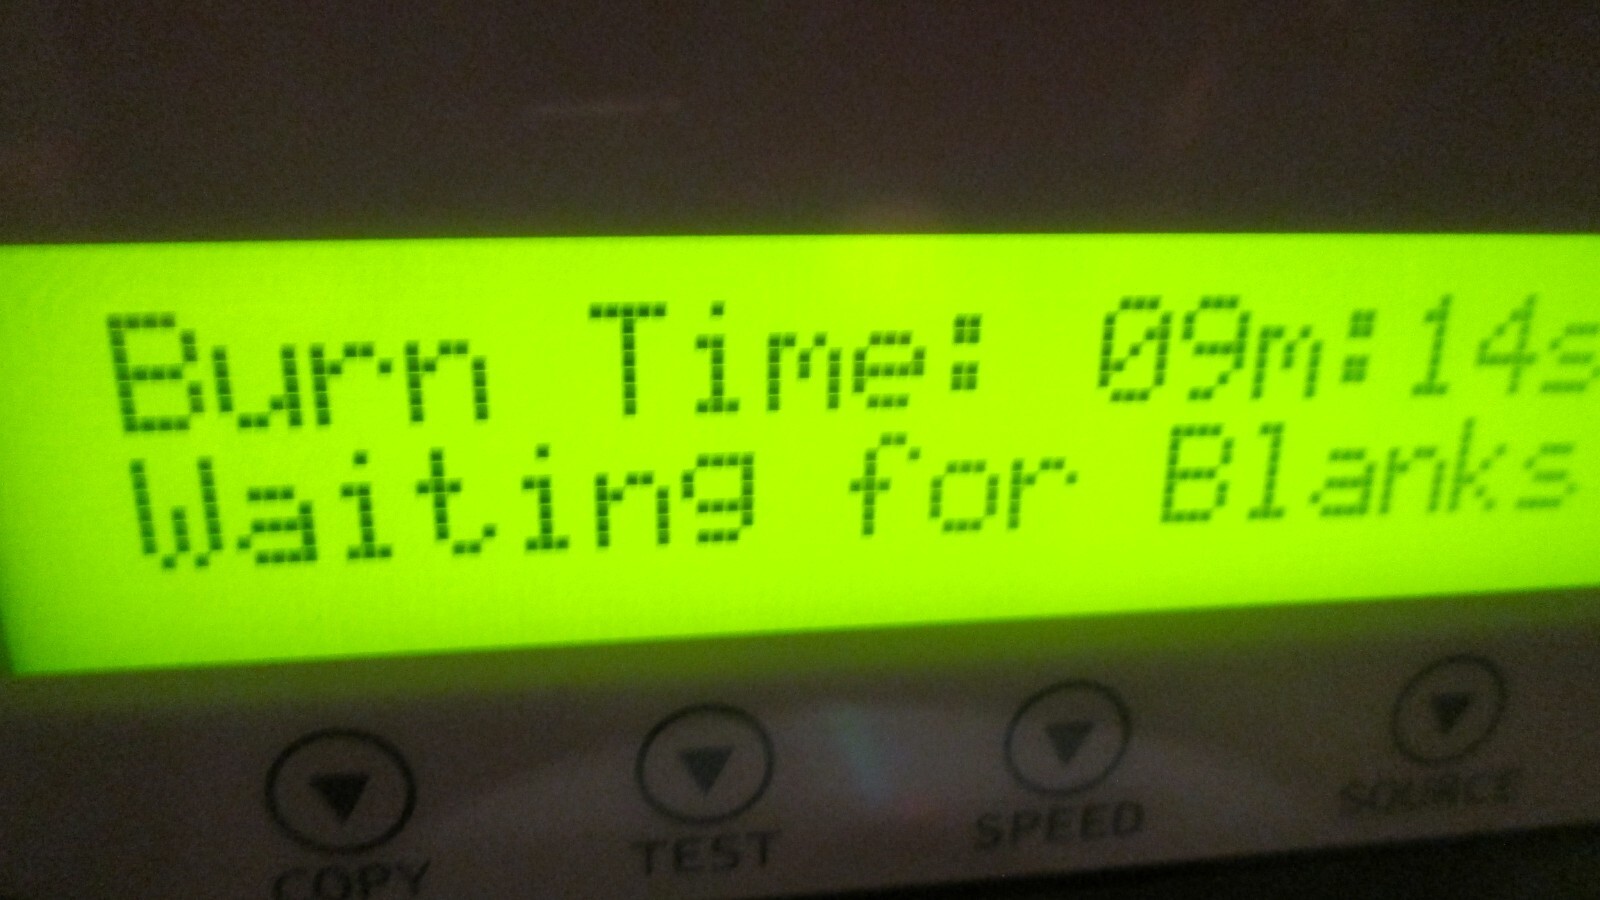 Burn Time: 09m:14s
Waiting for Blanks
COPY TEST SPEED SOURCE